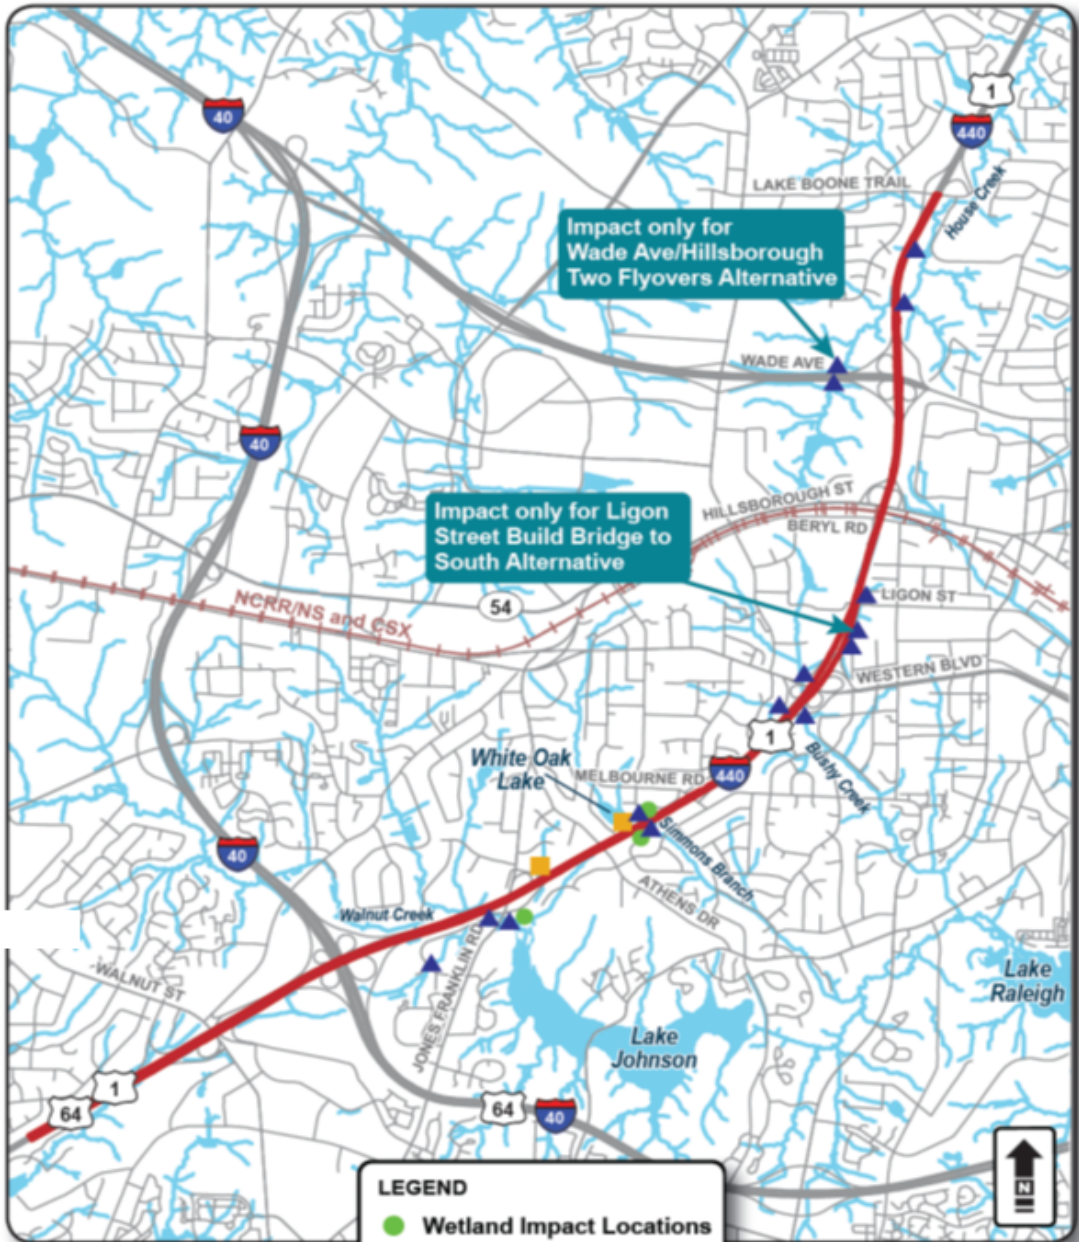 1
40
440
LAKE BOONE TRAIL
House Creek
Impact only for
Wade Ave/Hillsborough
Two Flyovers Alternative
WADE AVE
40
Impact only for Ligon
Street Build Bridge to
South Alternative
HILLSBOROUGH ST
BERYL RD
NCRR/NS and CSX
54
LIGON ST
WESTERN BLVD
1
White Oak
Lake
MELBOURNE RD
440
Bushy Creek
Simmons Branch
40
ATHENS DR
Walnut Creek
JONES FRANKLIN RD
WALNUT ST
Lake
Raleigh
Lake
Johnson
1
64
64
40
N
LEGEND
Wetland Impact Locations